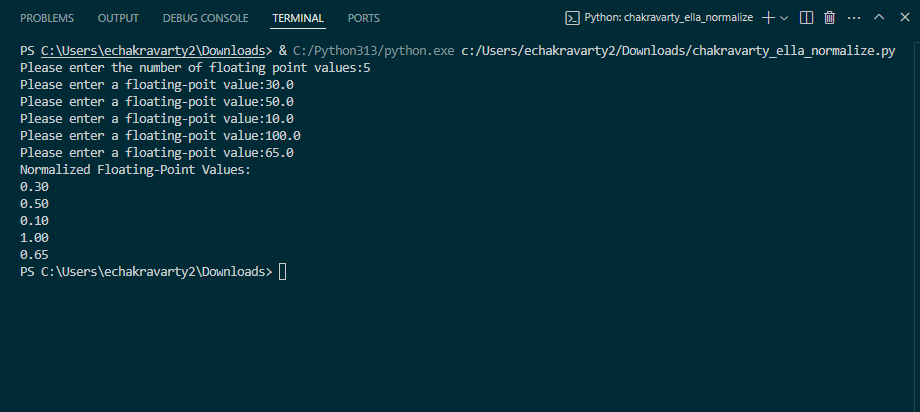 PROBLEMS OUTPUT DEBUG CONSOLE TERMINAL PORTS Python: chakravarty_ella_normalize
PS C:\Users\echakravarty2\Downloads> & C:/Python313/python.exe c:/Users/echakravarty2/Downloads/chakravarty_ella_normalize.py
Please enter the number of floating point values:5
Please enter a floating-poit value:30.0
Please enter a floating-poit value:50.0
Please enter a floating-poit value:10.0
Please enter a floating-poit value:100.0
Please enter a floating-poit value:65.0
Normalized Floating-Point Values:
0.30
0.50
0.10
1.00
0.65
PS C:\Users\echakravarty2\Downloads>